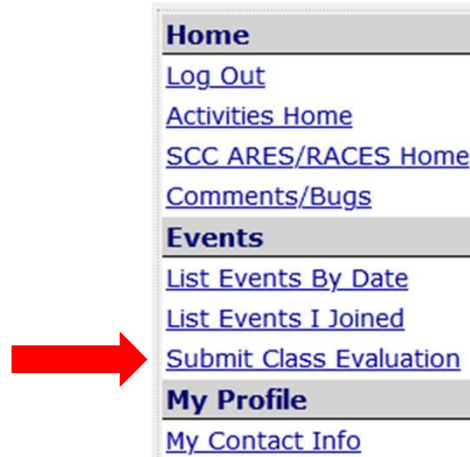 Home
Log Out
Activities Home
SCC ARES/RACES Home
Comments/Bugs
Events
List Events By Date
List Events I Joined
Submit Class Evaluation
My Profile
My Contact Info